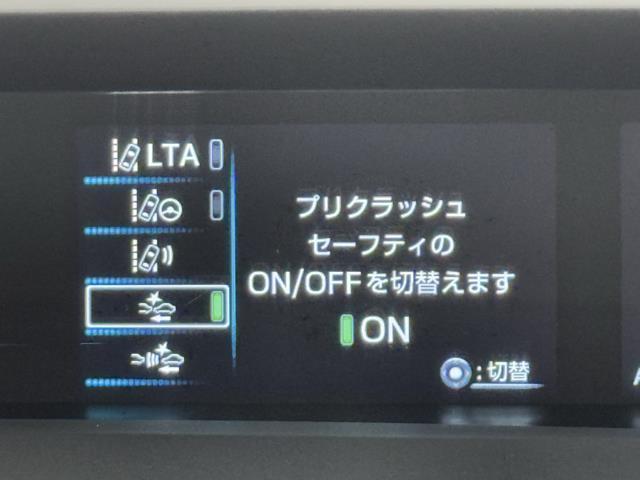 LTA
プリクラッシュ
セーフティの
ON/OFFを切替えます
ON
:切替